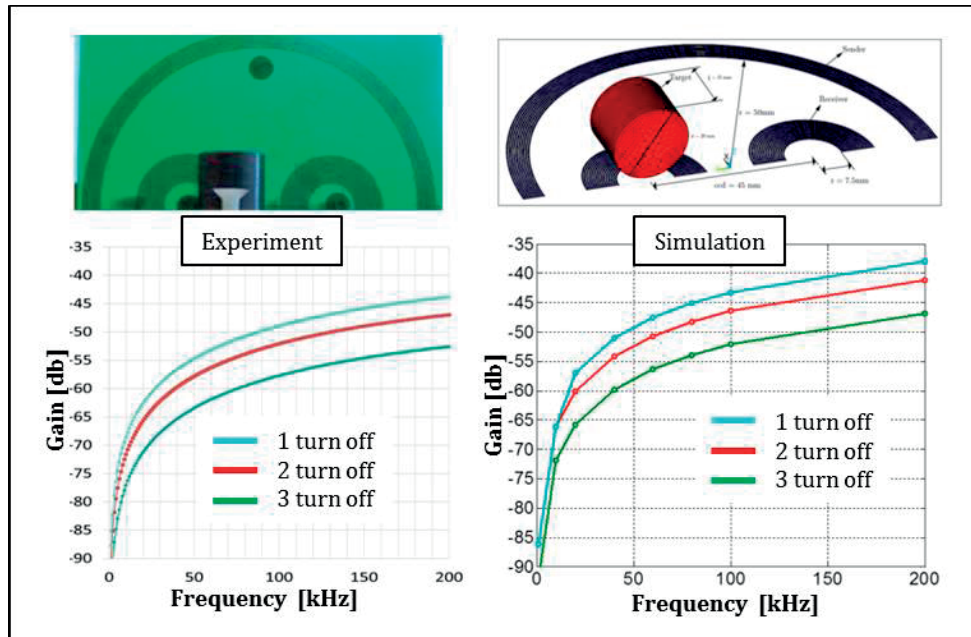 Sender
Target
Receiver
r = 50mm
ccd = 45 mm
r = 7.5mm
Experiment
Simulation
-35
-40
-45
-50
-55
-60
-65
-70
-75
-80
-85
-90
Gain [db]
1 turn off
2 turn off
3 turn off
0
50
100
150
200
Frequency [kHz]
-35
-40
-45
-50
-55
-60
-65
-70
-75
-80
-85
-90
Gain [db]
1 turn off
2 turn off
3 turn off
0
50
100
150
200
Frequency [kHz]